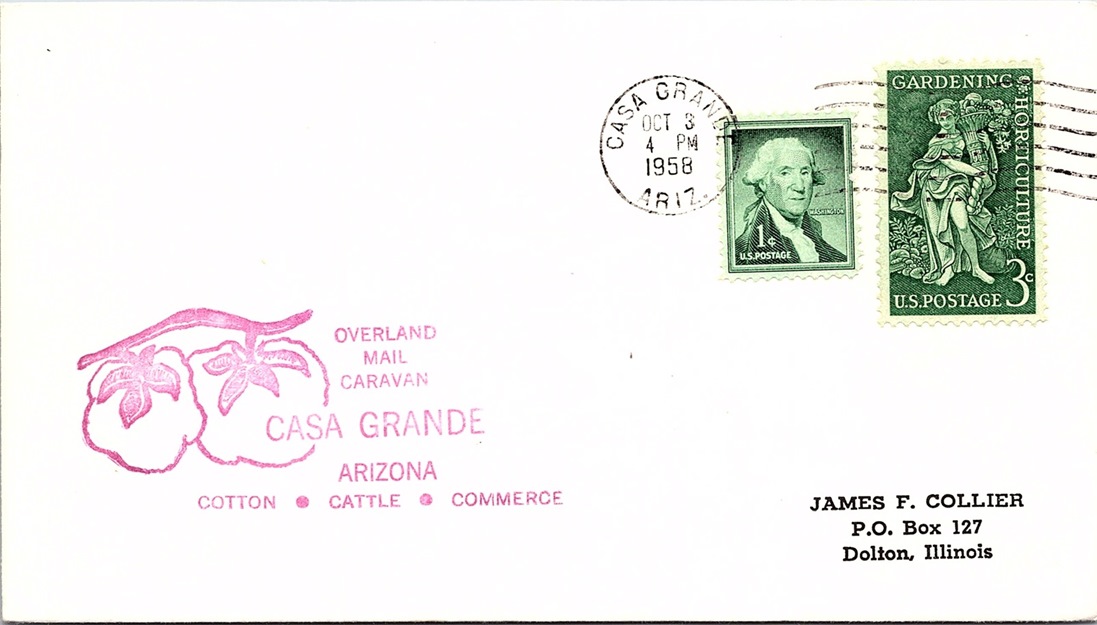 CASA GRANDE
OCT 3
4 PM
1958
ARIZ.
WASHINGTON
1¢
U.S. POSTAGE
GARDENING & HORTICULTURE
U.S. POSTAGE 3c
OVERLAND
MAIL
CARAVAN
CASA GRANDE
ARIZONA
COTTON ● CATTLE ● COMMERCE
JAMES F. COLLIER
P.O. Box 127
Dolton, Illinois